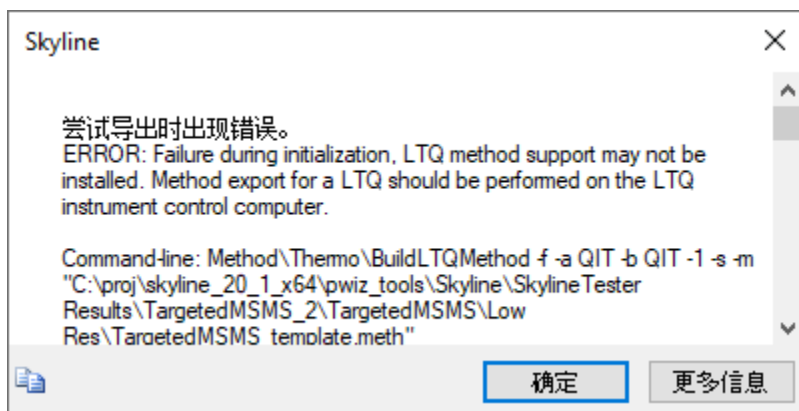 Skyline
尝试导出时出现错误。
ERROR: Failure during initialization, LTQ method support may not be
installed. Method export for a LTQ should be performed on the LTQ
instrument control computer.
Command-line: Method\Thermo\BuildLTQMethod -f -a QIT -b QIT -1 -s -m
"C:\proj\skyline_20_1_x64\pwiz_tools\Skyline\SkylineTester
Results\TargetedMSMS_2\TargetedMSMS\Low
Res\TargetedMSMS_template.meth"
确定
更多信息